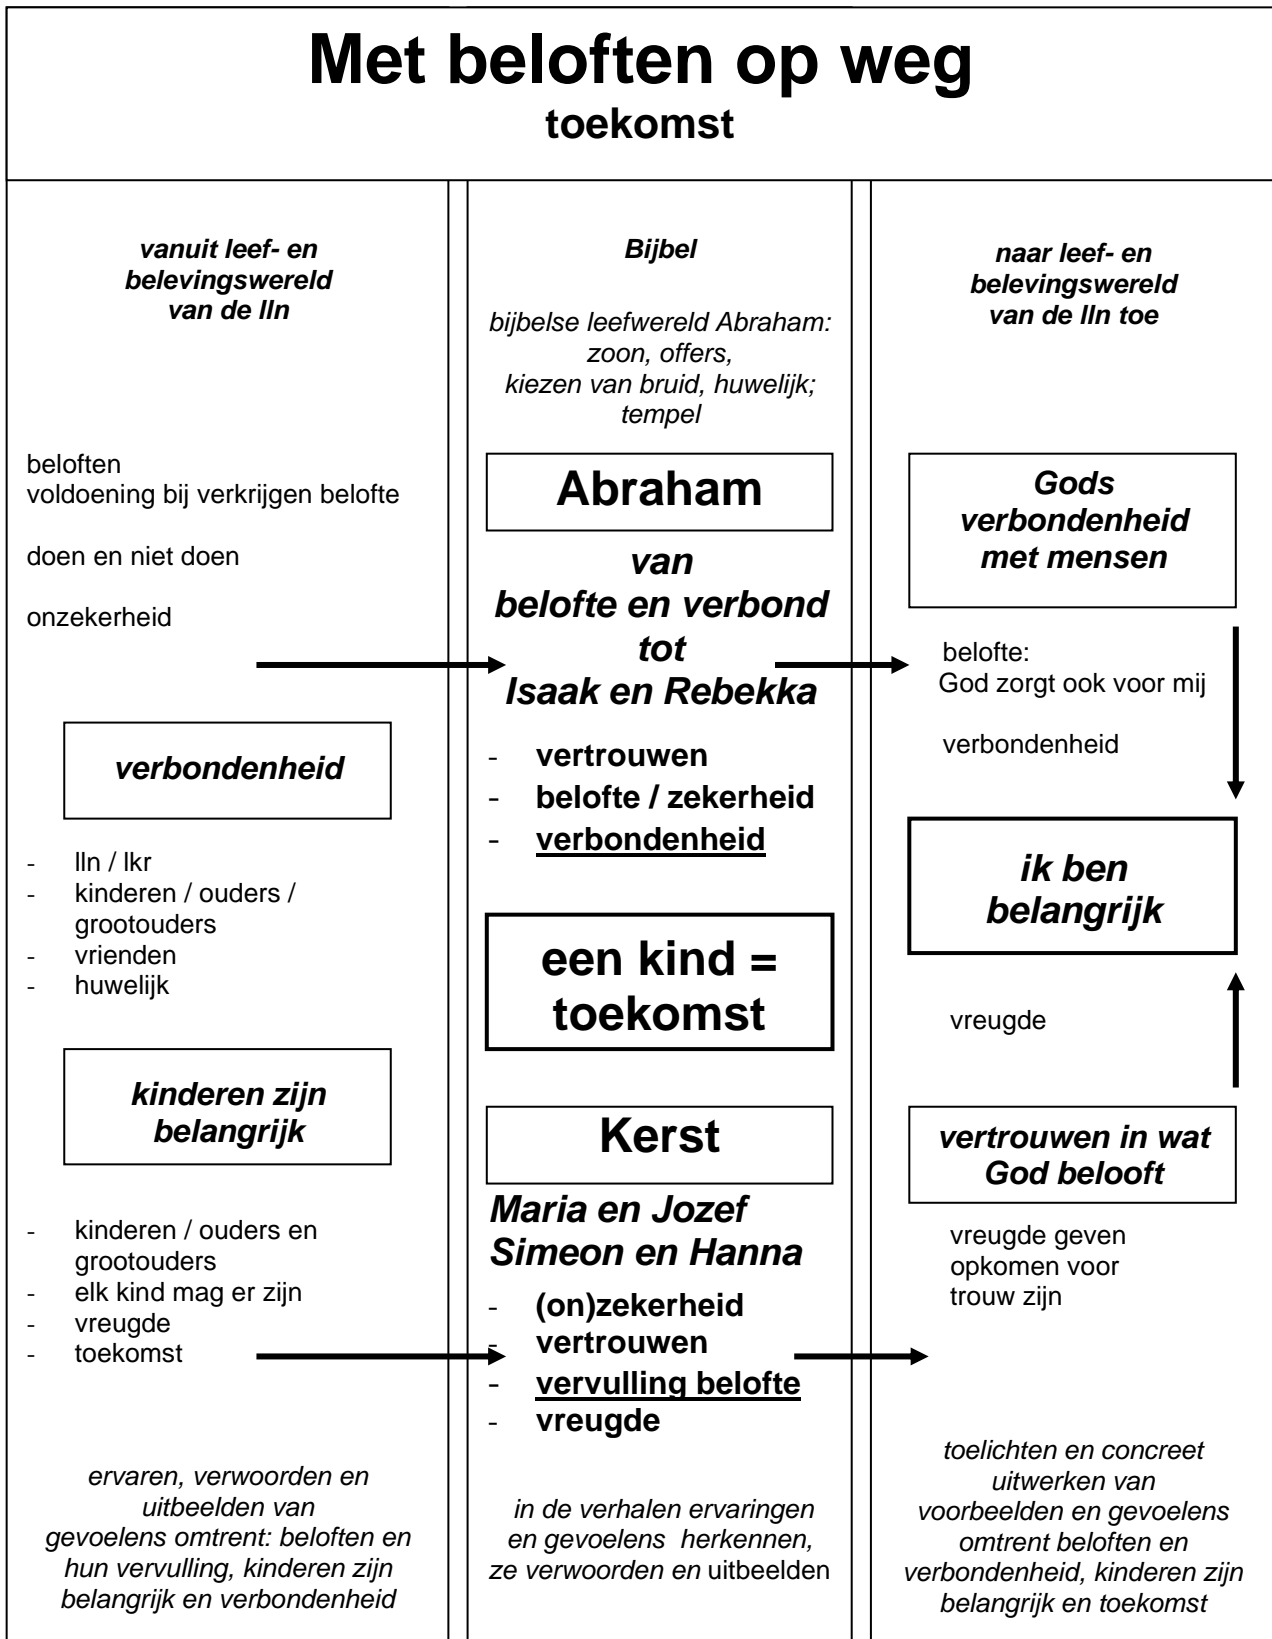 Met beloften op weg
toekomst
vanuit leef- en
belevingswereld
van de lln
beloften
voldoening bij verkrijgen belofte
doen en niet doen
onzekerheid
verbondenheid
- lln / lkr
- kinderen / ouders /
grootouders
- vrienden
- huwelijk
kinderen zijn
belangrijk
- kinderen / ouders en
grootouders
- elk kind mag er zijn
- vreugde
- toekomst
ervaren, verwoorden en
uitbeelden van
gevoelens omtrent: beloften en
hun vervulling, kinderen zijn
belangrijk en verbondenheid
Bijbel
bijbelse leefwereld Abraham:
zoon, offers,
kiezen van bruid, huwelijk;
tempel
Abraham
van
belofte en verbond
tot
Isaak en Rebekka
- vertrouwen
- belofte / zekerheid
- verbondenheid
een kind =
toekomst
Kerst
Maria en Jozef
Simeon en Hanna
- (on)zekerheid
- vertrouwen
- vervulling belofte
- vreugde
in de verhalen ervaringen
en gevoelens herkennen,
ze verwoorden en uitbeelden
naar leef- en
belevingswereld
van de lln toe
Gods
verbondenheid
met mensen
belofte:
God zorgt ook voor mij
verbondenheid
ik ben
belangrijk
vreugde
vertrouwen in wat
God belooft
vreugde geven
opkomen voor
trouw zijn
toelichten en concreet
uitwerken van
voorbeelden en gevoelens
omtrent beloften en
verbondenheid, kinderen zijn
belangrijk en toekomst